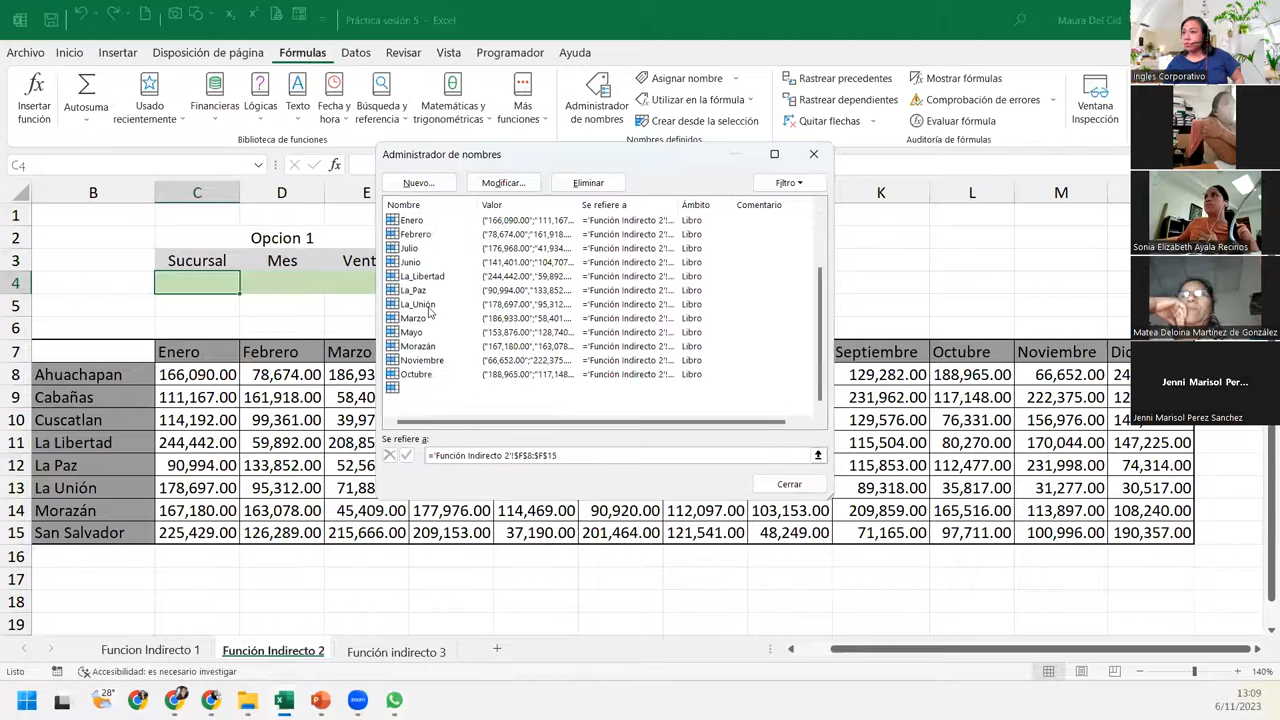 Práctica sesión 5 - Excel
Maura Del Cid
Archivo Inicio Insertar Disposición de página Fórmulas Datos Revisar Vista Programador Ayuda
Insertar función
Autosuma
Usado recientemente
Financieras
Lógicas
Texto
Fecha y hora
Búsqueda y referencia
Matemáticas y trigonométricas
Más funciones
Biblioteca de funciones
Administrador de nombres
Asignar nombre
Utilizar en la fórmula
Crear desde la selección
Nombres definidos
Rastrear precedentes
Rastrear dependientes
Quitar flechas
Mostrar fórmulas
Comprobación de errores
Evaluar fórmula
Auditoría de fórmulas
Ventana Inspección
C4
fx
Administrador de nombres
Nuevo... Modificar... Eliminar Filtro
Nombre Valor Se refiere a Ámbito Comentario
Enero {"166,090.00";"111,167... ='Función Indirecto 2'!... Libro
Febrero {"78,674.00";"161,918.... ='Función Indirecto 2'!... Libro
Julio {"176,968.00";"41,934.... ='Función Indirecto 2'!... Libro
Junio {"141,401.00";"104,707... ='Función Indirecto 2'!... Libro
La_Libertad {"244,442.00";"59,892.... ='Función Indirecto 2'!... Libro
La_Paz {"90,994.00";"133,852.... ='Función Indirecto 2'!... Libro
La_Unión {"178,697.00";"95,312.... ='Función Indirecto 2'!... Libro
Marzo {"186,933.00";"58,401.... ='Función Indirecto 2'!... Libro
Mayo {"153,876.00";"128,740... ='Función Indirecto 2'!... Libro
Morazán {"167,180.00";"163,078... ='Función Indirecto 2'!... Libro
Noviembre {"66,652.00";"222,375.... ='Función Indirecto 2'!... Libro
Octubre {"188,965.00";"117,148... ='Función Indirecto 2'!... Libro
Se refiere a:
='Función Indirecto 2'!$F$8:$F$15
Cerrar
B C D E K L M
1
2 Opcion 1
3 Sucursal Mes Vent
4
5
6
7 Enero Febrero Marzo Septiembre Octubre Noviembre Dic
8 Ahuachapan 166,090.00 78,674.00 186,93 129,282.00 188,965.00 66,652.00
9 Cabañas 111,167.00 161,918.00 58,40 231,962.00 117,148.00 222,375.00
10 Cuscatlan 114,192.00 99,361.00 39,97 129,576.00 76,331.00 156,976.00
11 La Libertad 244,442.00 59,892.00 208,85 115,504.00 80,270.00 170,044.00 147,225.00
12 La Paz 90,994.00 133,852.00 52,56 115,853.00 127,180.00 231,998.00 74,314.00
13 La Unión 178,697.00 95,312.00 71,88 89,318.00 35,817.00 31,277.00 30,517.00
14 Morazán 167,180.00 163,078.00 45,409.00 177,976.00 114,469.00 90,920.00 112,097.00 103,153.00 209,859.00 165,516.00 113,897.00 108,240.00
15 San Salvador 225,429.00 126,289.00 215,666.00 209,153.00 37,190.00 201,464.00 121,541.00 48,249.00 71,165.00 97,711.00 100,996.00 190,357.00
16
17
18
19
Funcion Indirecto 1 Función Indirecto 2 Función indirecto 3
Listo Accesibilidad: es necesario investigar 140%
28°
13:09
6/11/2023
Ingles Corporativo
Sonia Elizabeth Ayala Recinos
Matea Deloina Martínez de González
Jenni Marisol Per...
Jenni Marisol Perez Sanchez